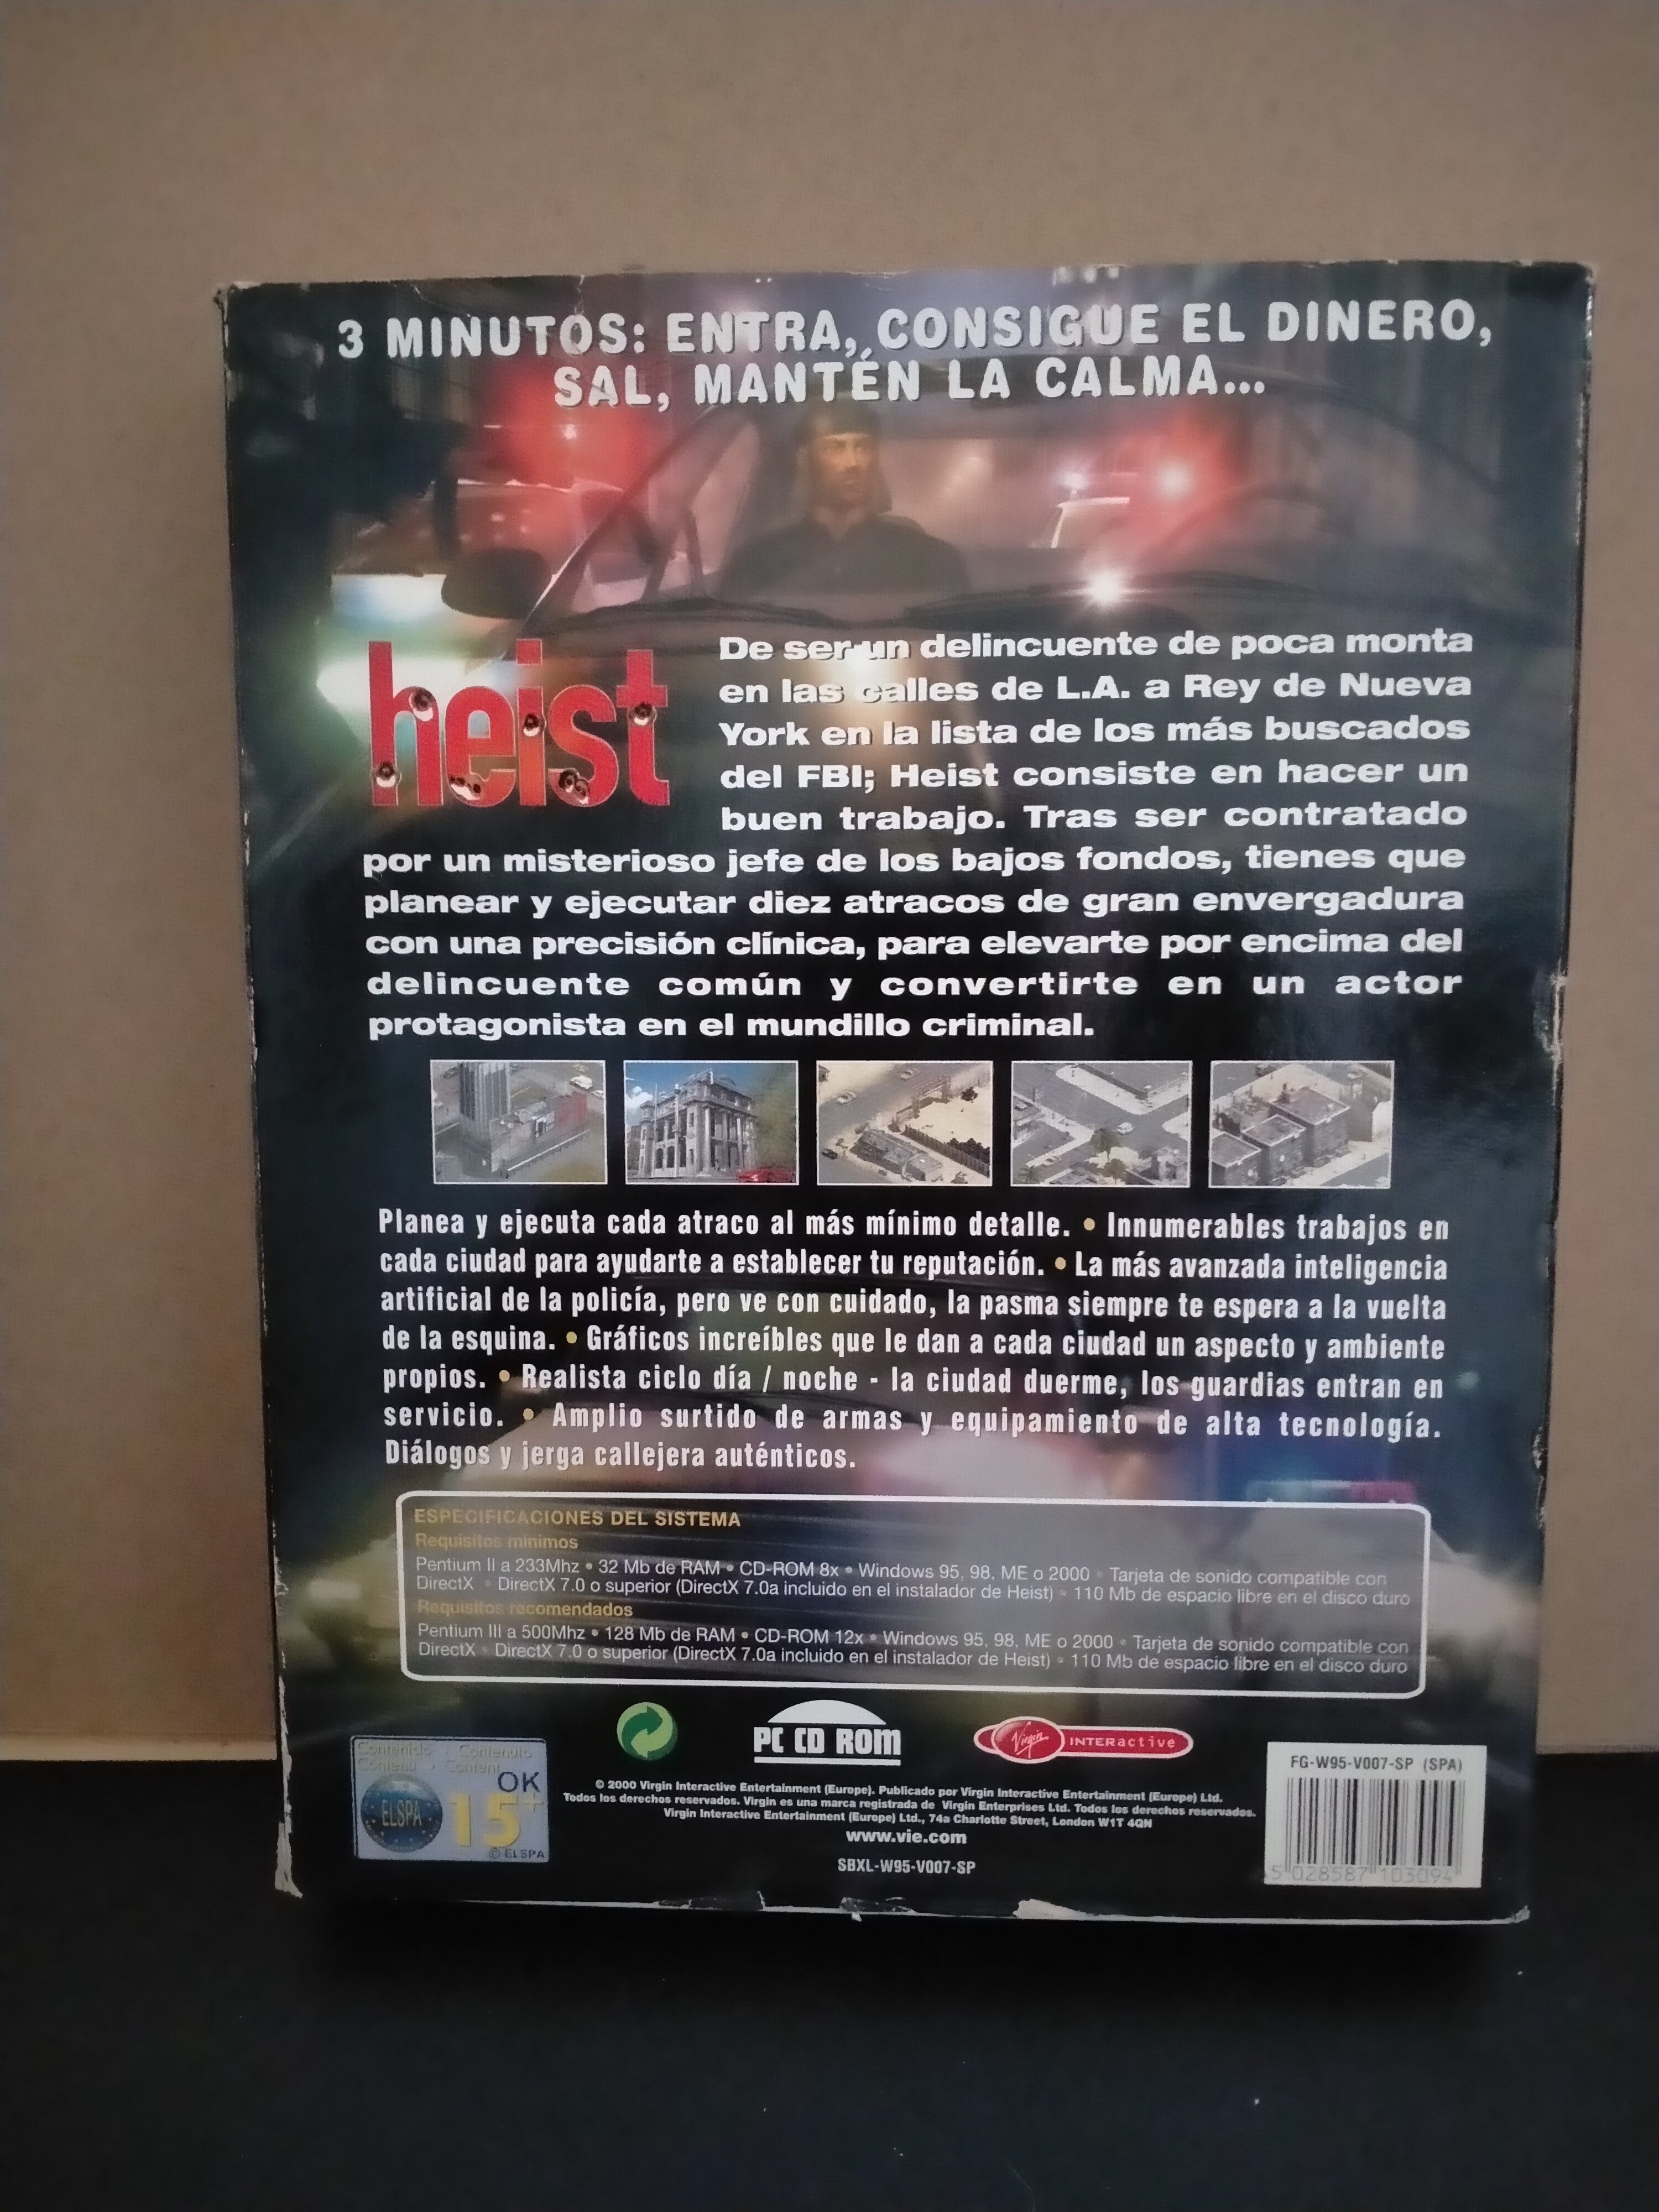 3 MINUTOS: ENTRA, CONSIGUE EL DINERO,
SAL, MANTÉN LA CALMA...
heist
De ser un delincuente de poca monta
en las calles de L.A. a Rey de Nueva
York en la lista de los más buscados
del FBI; Heist consiste en hacer un
buen trabajo. Tras ser contratado
por un misterioso jefe de los bajos fondos, tienes que
planear y ejecutar diez atracos de gran envergadura
con una precisión clínica, para elevarte por encima del
delincuente común y convertirte en un actor
protagonista en el mundillo criminal.
Planea y ejecuta cada atraco al más mínimo detalle. • Innumerables trabajos en
cada ciudad para ayudarte a establecer tu reputación. • La más avanzada inteligencia
artificial de la policía, pero ve con cuidado, la pasma siempre te espera a la vuelta
de la esquina. • Gráficos increíbles que le dan a cada ciudad un aspecto y ambiente
propios. • Realista ciclo día / noche - la ciudad duerme, los guardias entran en
servicio. • Amplio surtido de armas y equipamiento de alta tecnología.
Diálogos y jerga callejera auténticos.
ESPECIFICACIONES DEL SISTEMA
Requisitos mínimos
Pentium II a 233Mhz • 32 Mb de RAM • CD-ROM 8x • Windows 95, 98, ME o 2000 • Tarjeta de sonido compatible con
DirectX • DirectX 7.0 o superior (DirectX 7.0a incluido en el instalador de Heist) • 110 Mb de espacio libre en el disco duro
Requisitos recomendados
Pentium III a 500Mhz • 128 Mb de RAM • CD-ROM 12x • Windows 95, 98, ME o 2000 • Tarjeta de sonido compatible con
DirectX • DirectX 7.0 o superior (DirectX 7.0a incluido en el instalador de Heist) • 110 Mb de espacio libre en el disco duro
Contenido · Contenuto
Contenu · Content
OK
ELSPA
15+
© ELSPA
PC CD ROM
Virgin INTERactive
© 2000 Virgin Interactive Entertainment (Europe). Publicado por Virgin Interactive Entertainment (Europe) Ltd.
Todos los derechos reservados. Virgin es una marca registrada de Virgin Enterprises Ltd. Todos los derechos reservados.
Virgin Interactive Entertainment (Europe) Ltd., 74a Charlotte Street, London W1T 4QN
www.vie.com
SBXL-W95-V007-SP
FG-W95-V007-SP (SPA)
5 028587 103094